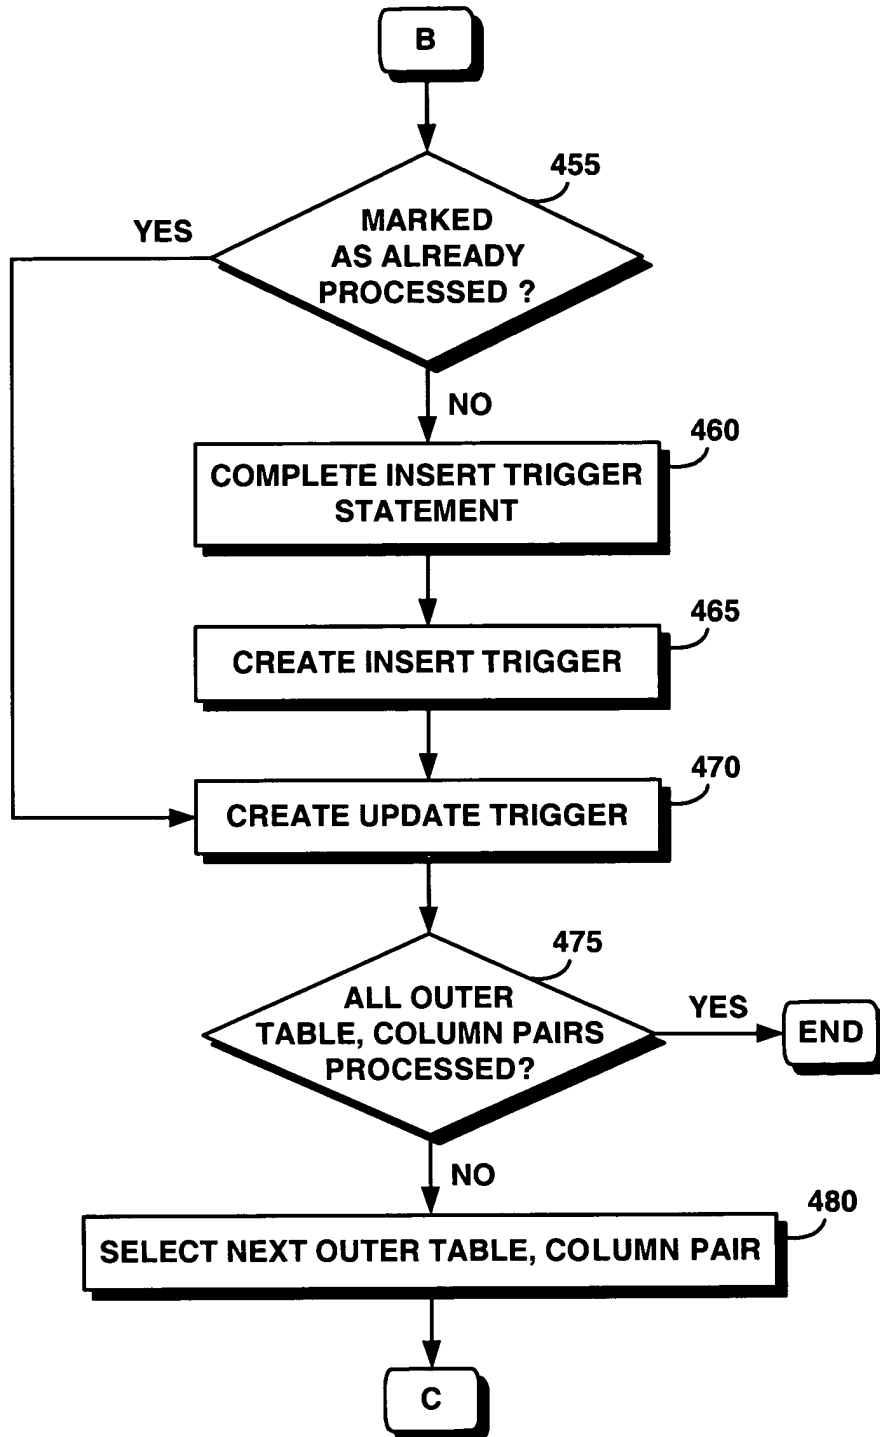 B
455
MARKED
AS ALREADY
PROCESSED ?
YES
NO
460
COMPLETE INSERT TRIGGER
STATEMENT
465
CREATE INSERT TRIGGER
470
CREATE UPDATE TRIGGER
475
ALL OUTER
TABLE, COLUMN PAIRS
PROCESSED?
YES
END
NO
480
SELECT NEXT OUTER TABLE, COLUMN PAIR
C